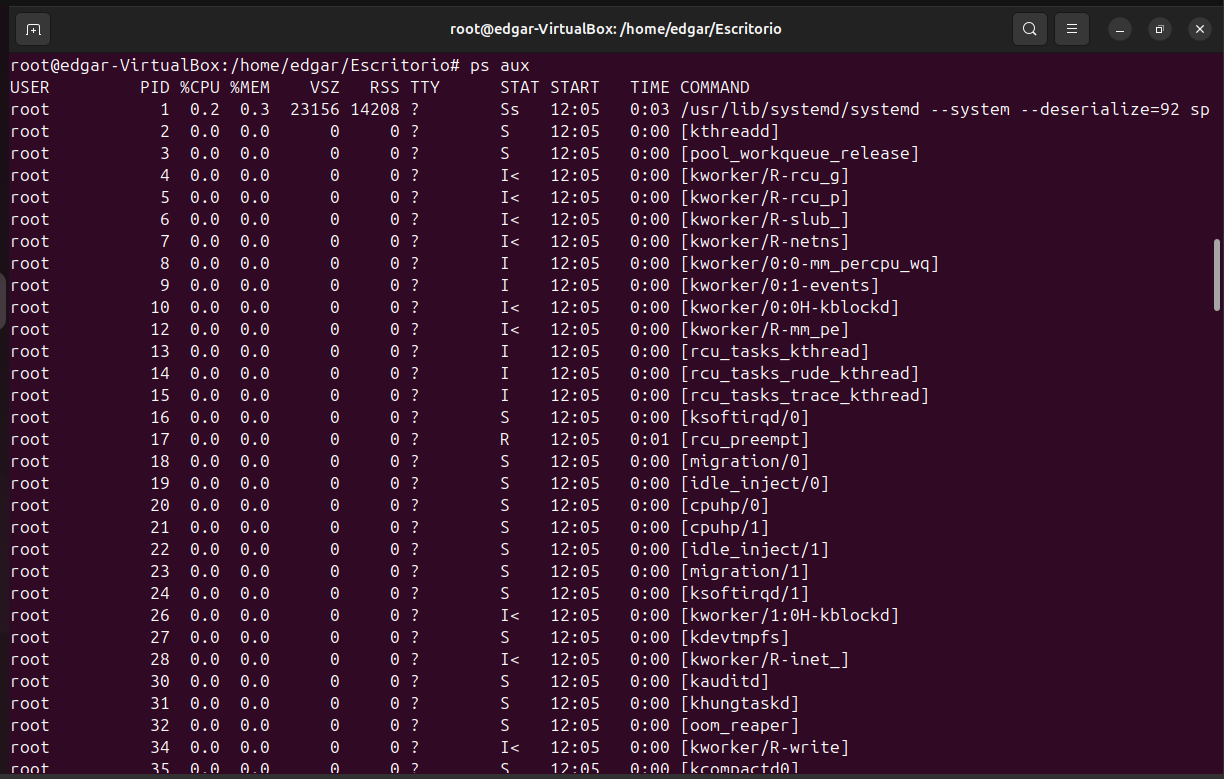 root@edgar-VirtualBox: /home/edgar/Escritorio
root@edgar-VirtualBox:/home/edgar/Escritorio# ps aux
USER         PID %CPU %MEM    VSZ   RSS TTY      STAT START   TIME COMMAND
root           1  0.2  0.3  23156 14208 ?        Ss   12:05   0:03 /usr/lib/systemd/systemd --system --deserialize=92 sp
root           2  0.0  0.0      0     0 ?        S    12:05   0:00 [kthreadd]
root           3  0.0  0.0      0     0 ?        S    12:05   0:00 [pool_workqueue_release]
root           4  0.0  0.0      0     0 ?        I<   12:05   0:00 [kworker/R-rcu_g]
root           5  0.0  0.0      0     0 ?        I<   12:05   0:00 [kworker/R-rcu_p]
root           6  0.0  0.0      0     0 ?        I<   12:05   0:00 [kworker/R-slub_]
root           7  0.0  0.0      0     0 ?        I<   12:05   0:00 [kworker/R-netns]
root           8  0.0  0.0      0     0 ?        I    12:05   0:00 [kworker/0:0-mm_percpu_wq]
root           9  0.0  0.0      0     0 ?        I    12:05   0:00 [kworker/0:1-events]
root          10  0.0  0.0      0     0 ?        I<   12:05   0:00 [kworker/0:0H-kblockd]
root          12  0.0  0.0      0     0 ?        I<   12:05   0:00 [kworker/R-mm_pe]
root          13  0.0  0.0      0     0 ?        I    12:05   0:00 [rcu_tasks_kthread]
root          14  0.0  0.0      0     0 ?        I    12:05   0:00 [rcu_tasks_rude_kthread]
root          15  0.0  0.0      0     0 ?        I    12:05   0:00 [rcu_tasks_trace_kthread]
root          16  0.0  0.0      0     0 ?        S    12:05   0:00 [ksoftirqd/0]
root          17  0.0  0.0      0     0 ?        R    12:05   0:01 [rcu_preempt]
root          18  0.0  0.0      0     0 ?        S    12:05   0:00 [migration/0]
root          19  0.0  0.0      0     0 ?        S    12:05   0:00 [idle_inject/0]
root          20  0.0  0.0      0     0 ?        S    12:05   0:00 [cpuhp/0]
root          21  0.0  0.0      0     0 ?        S    12:05   0:00 [cpuhp/1]
root          22  0.0  0.0      0     0 ?        S    12:05   0:00 [idle_inject/1]
root          23  0.0  0.0      0     0 ?        S    12:05   0:00 [migration/1]
root          24  0.0  0.0      0     0 ?        S    12:05   0:00 [ksoftirqd/1]
root          26  0.0  0.0      0     0 ?        I<   12:05   0:00 [kworker/1:0H-kblockd]
root          27  0.0  0.0      0     0 ?        S    12:05   0:00 [kdevtmpfs]
root          28  0.0  0.0      0     0 ?        I<   12:05   0:00 [kworker/R-inet_]
root          30  0.0  0.0      0     0 ?        S    12:05   0:00 [kauditd]
root          31  0.0  0.0      0     0 ?        S    12:05   0:00 [khungtaskd]
root          32  0.0  0.0      0     0 ?        S    12:05   0:00 [oom_reaper]
root          34  0.0  0.0      0     0 ?        I<   12:05   0:00 [kworker/R-write]
root          35  0.0  0.0      0     0 ?        S    12:05   0:00 [kcompactd0]